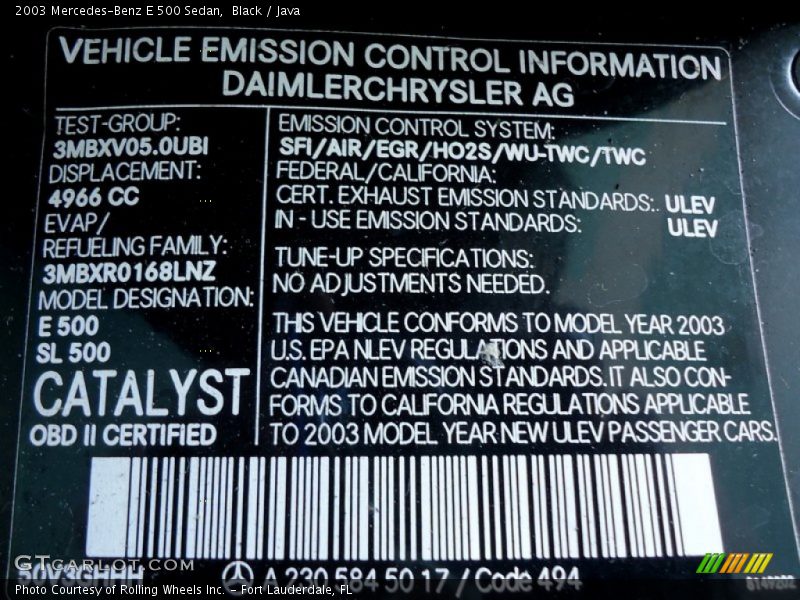 2003 Mercedes-Benz E 500 Sedan, Black / Java
VEHICLE EMISSION CONTROL INFORMATION
DAIMLERCHRYSLER AG
TEST-GROUP:
3MBXV05.0UBI
DISPLACEMENT:
4966 CC
EVAP/
REFUELING FAMILY:
3MBXR0168LNZ
MODEL DESIGNATION:
E 500
SL 500
CATALYST
OBD II CERTIFIED
EMISSION CONTROL SYSTEM:
SFI/AIR/EGR/HO2S/WU-TWC/TWC
FEDERAL/CALIFORNIA:
CERT. EXHAUST EMISSION STANDARDS:. ULEV
IN - USE EMISSION STANDARDS: ULEV
TUNE-UP SPECIFICATIONS:
NO ADJUSTMENTS NEEDED.
THIS VEHICLE CONFORMS TO MODEL YEAR 2003
U.S. EPA NLEV REGULATIONS AND APPLICABLE
CANADIAN EMISSION STANDARDS. IT ALSO CON-
FORMS TO CALIFORNIA REGULATIONS APPLICABLE
TO 2003 MODEL YEAR NEW ULEV PASSENGER CARS.
GTCARLOT.COM
A 230 584 50 17 / Code 494
Photo Courtesy of Rolling Wheels Inc. - Fort Lauderdale, FL